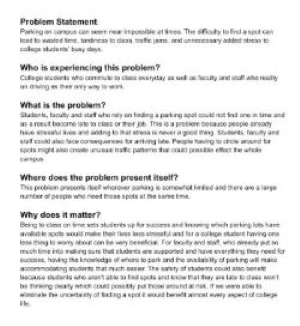 Problem Statement
Parking on campus can seem near impossible at times. The difficulty to find a spot can
lead to wasted time, tardiness to class, traffic jams, and unnecessary added stress to
college students' busy days.
Who is experiencing this problem?
College students who commute to class everyday as well as faculty and staff who really
on driving as their only way to work.
What is the problem?
Students, faculty and staff who rely on finding a parking spot could not find one in time and
as a result become late to class or their job. This is a problem because people already
have stressful lives and adding to that stress is never a good thing. Students, faculty and
staff could also face consequences for arriving late. People having to circle around for
spots might also create unusual traffic patterns that could possible effect the whole
campus.
Where does the problem present itself?
This problem presents itself wherever parking is somewhat limited and there are a large
number of people who need those spots at the same time.
Why does it matter?
Being to class on time sets students up for success and knowing which parking lots have
available spots would make their lives less stressful and for a college student having one
less thing to worry about can be very beneficial. For faculty and staff, who already put so
much time into making sure that students are supported and have everything they need for
success, having the knowledge of where to park and the availability of parking will make
accommodating students that much easier. The safety of students could also benefit
because students who aren't able to find spots and know that they are late to class won't
be thinking clearly which could possibly put those around at risk. If we were able to
eliminate the uncertainty of finding a spot it would benefit almost every aspect of college
life.